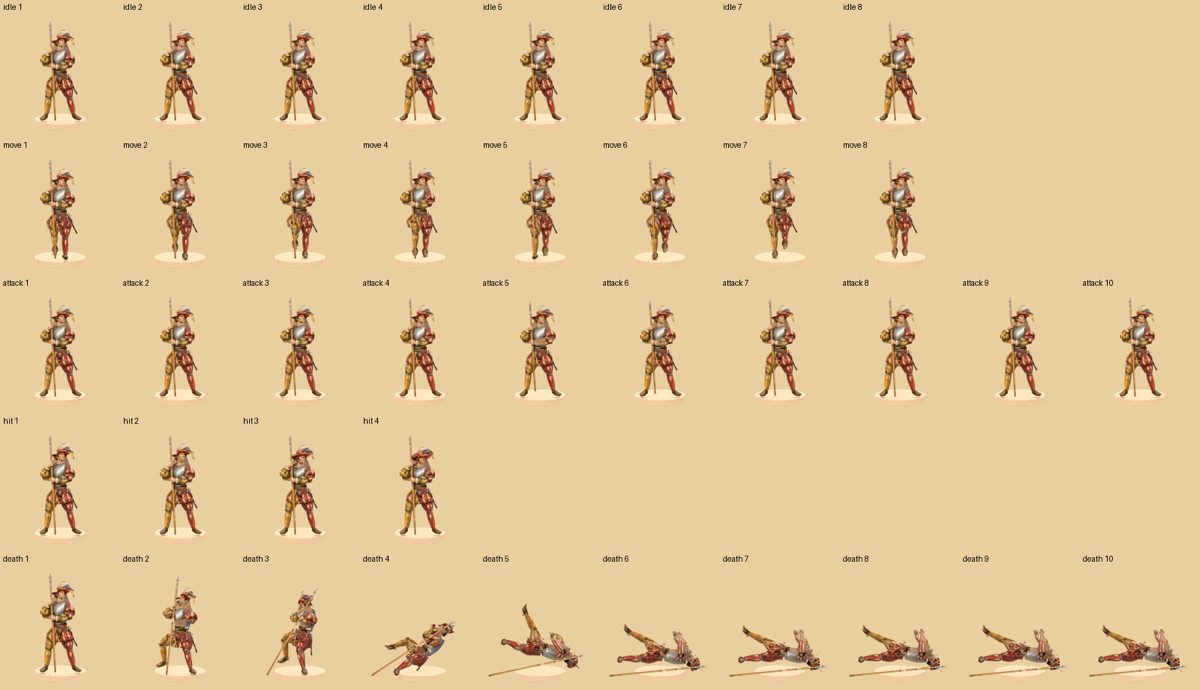 idle 1 idle 2 idle 3 idle 4 idle 5 idle 6 idle 7 idle 8
move 1 move 2 move 3 move 4 move 5 move 6 move 7 move 8
attack 1 attack 2 attack 3 attack 4 attack 5 attack 6 attack 7 attack 8 attack 9 attack 10
hit 1 hit 2 hit 3 hit 4
death 1 death 2 death 3 death 4 death 5 death 6 death 7 death 8 death 9 death 10